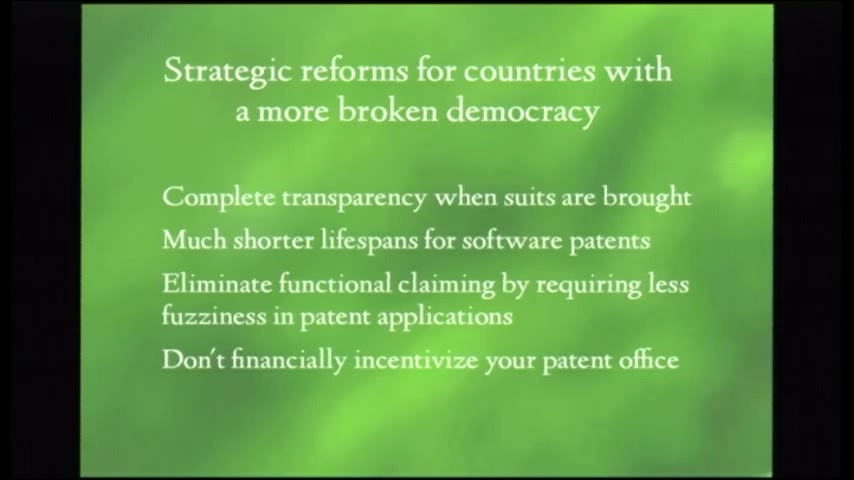 Strategic reforms for countries with
a more broken democracy
Complete transparency when suits are brought
Much shorter lifespans for software patents
Eliminate functional claiming by requiring less
fuzziness in patent applications
Don't financially incentivize your patent office